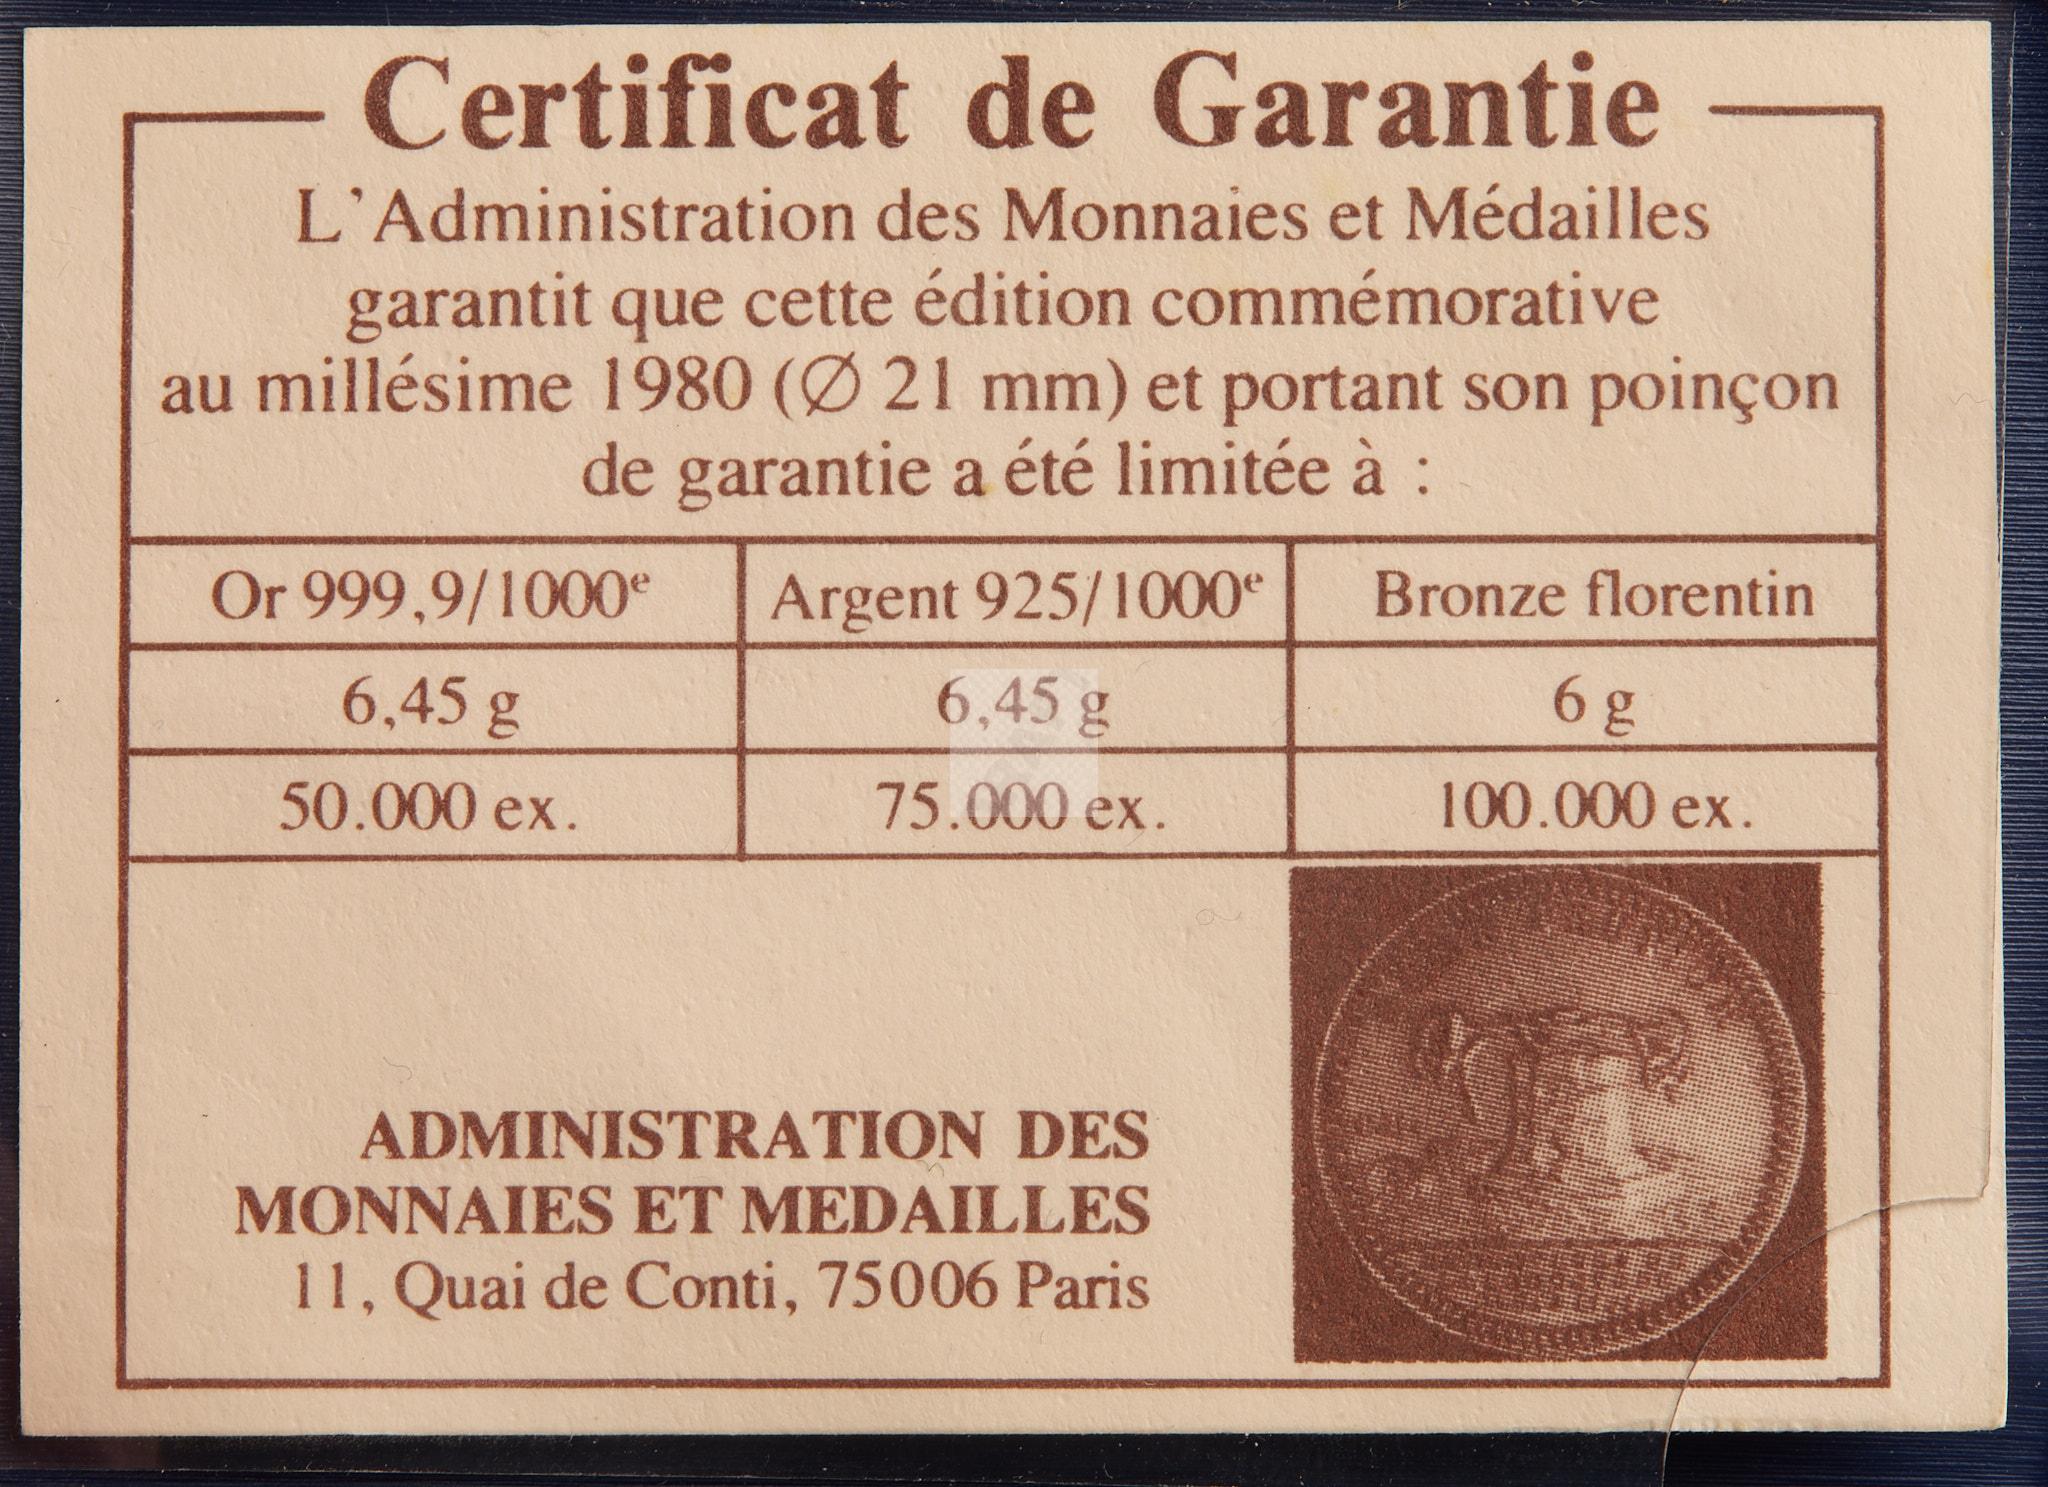 Certificat de Garantie
L'Administration des Monnaies et Médailles
garantit que cette édition commémorative
au millésime 1980 (Ø 21 mm) et portant son poinçon
de garantie a été limitée à :
Or 999,9/1000e Argent 925/1000e Bronze florentin
6,45 g 6,45 g 6 g
50.000 ex. 75.000 ex. 100.000 ex.
ADMINISTRATION DES
MONNAIES ET MEDAILLES
11, Quai de Conti, 75006 Paris